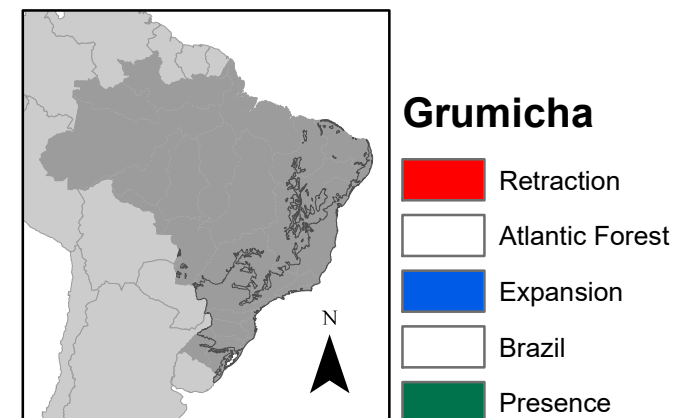 Grumicha
Retraction
Atlantic Forest
Expansion
N
Brazil
Presence